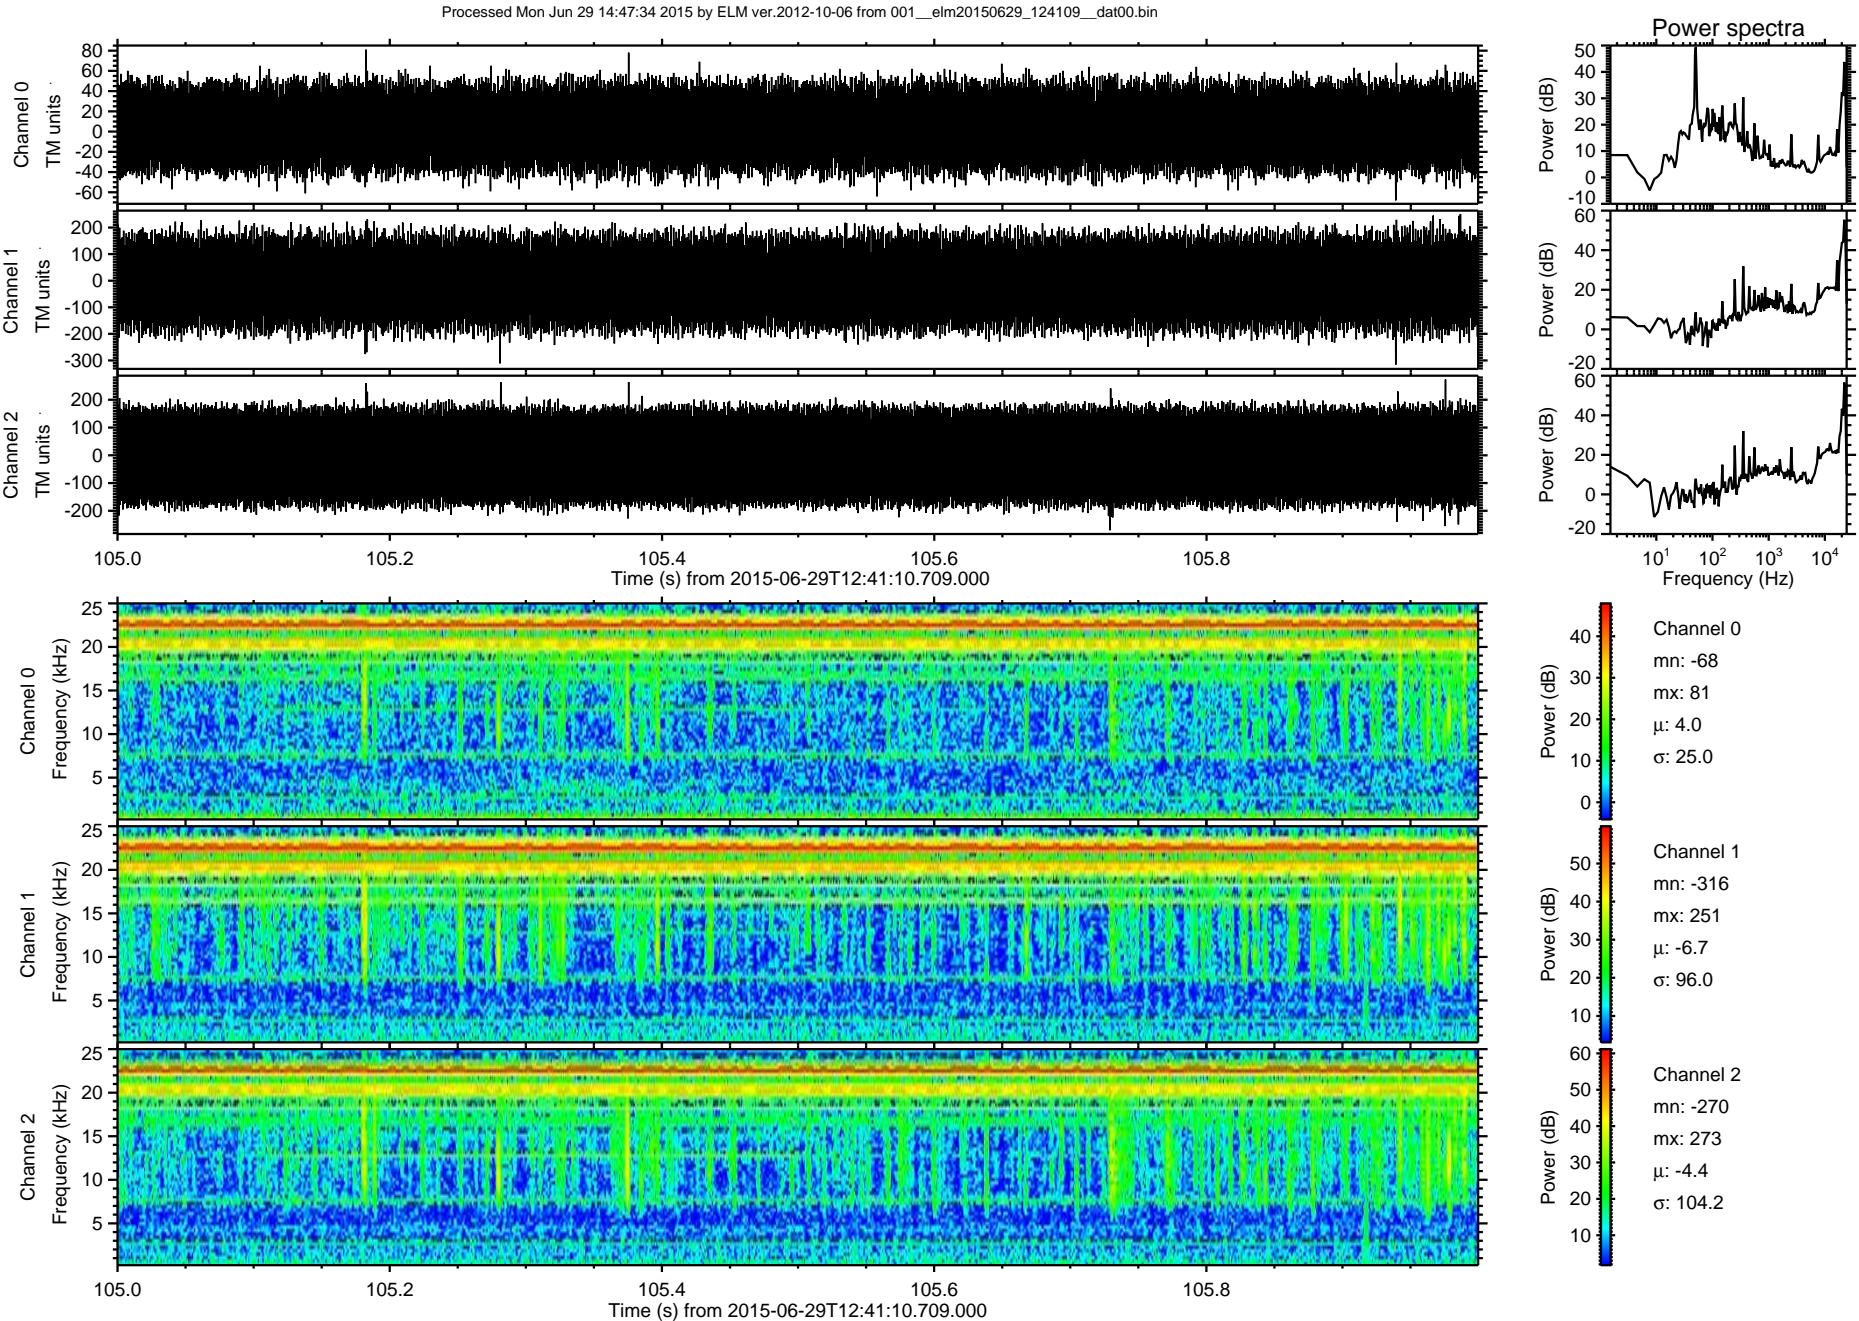 Processed Mon Jun 29 14:47:34 2015 by ELM ver.2012-10-06 from 001__elm20150629_124109__dat00.bin
Power spectra
Channel 0
TM units
80
60
40
20
0
-20
-40
-60
Power (dB)
50
40
30
20
10
0
-10
Channel 1
TM units
200
100
0
-100
-200
-300
Power (dB)
60
40
20
0
-20
Channel 2
TM units
200
100
0
-100
-200
Power (dB)
60
40
20
0
-20
105.0 105.2 105.4 105.6 105.8
Time (s) from 2015-06-29T12:41:10.709.000
10¹ 10² 10³ 10⁴
Frequency (Hz)
Channel 0
Frequency (kHz)
25
20
15
10
5
Power (dB)
40
30
20
10
0
Channel 0
mn: -68
mx: 81
μ: 4.0
σ: 25.0
Channel 1
Frequency (kHz)
25
20
15
10
5
Power (dB)
50
40
30
20
10
Channel 1
mn: -316
mx: 251
μ: -6.7
σ: 96.0
Channel 2
Frequency (kHz)
25
20
15
10
5
Power (dB)
60
50
40
30
20
10
Channel 2
mn: -270
mx: 273
μ: -4.4
σ: 104.2
105.0 105.2 105.4 105.6 105.8
Time (s) from 2015-06-29T12:41:10.709.000